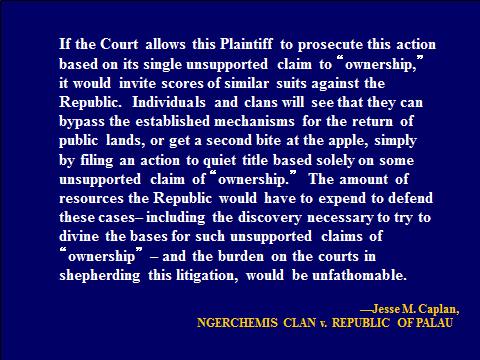 If the Court allows this Plaintiff to prosecute this action
based on its single unsupported claim to “ownership,”
it would invite scores of similar suits against the
Republic. Individuals and clans will see that they can
bypass the established mechanisms for the return of
public lands, or get a second bite at the apple, simply
by filing an action to quiet title based solely on some
unsupported claim of “ownership.” The amount of
resources the Republic would have to expend to defend
these cases– including the discovery necessary to try to
divine the bases for such unsupported claims of
“ownership” – and the burden on the courts in
shepherding this litigation, would be unfathomable.
—Jesse M. Caplan,
NGERCHEMIS CLAN v. REPUBLIC OF PALAU